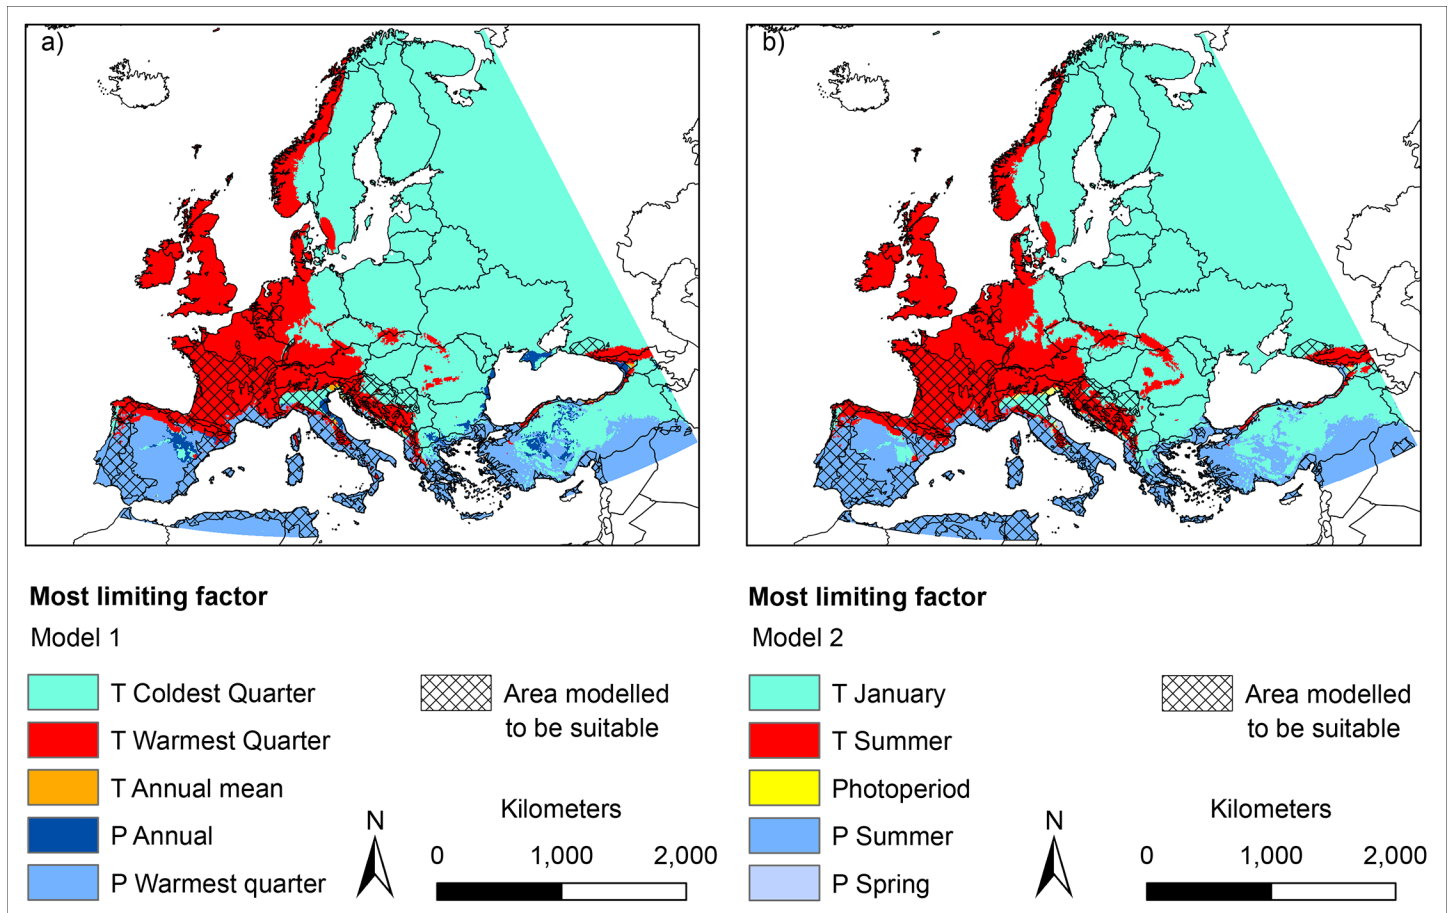 a)
b)
Most limiting factor
Model 1
T Coldest Quarter
T Warmest Quarter
T Annual mean
P Annual
P Warmest quarter
Area modelled
to be suitable
Kilometers
N
0 1,000 2,000
Most limiting factor
Model 2
T January
T Summer
Photoperiod
P Summer
P Spring
Area modelled
to be suitable
Kilometers
N
0 1,000 2,000